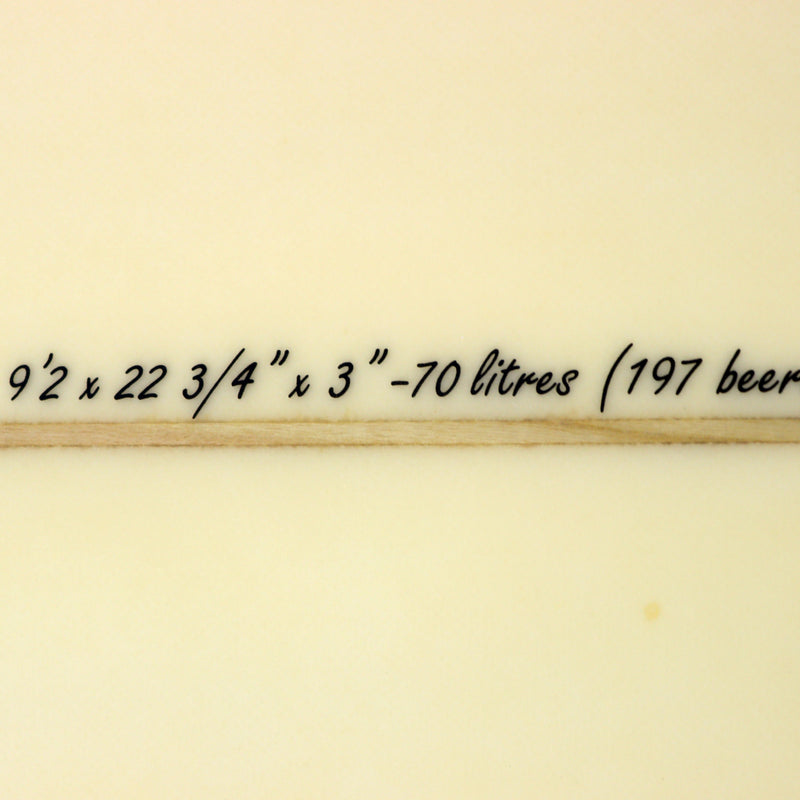 9'2 x 22 3/4" x 3" -70 litres (197 beer